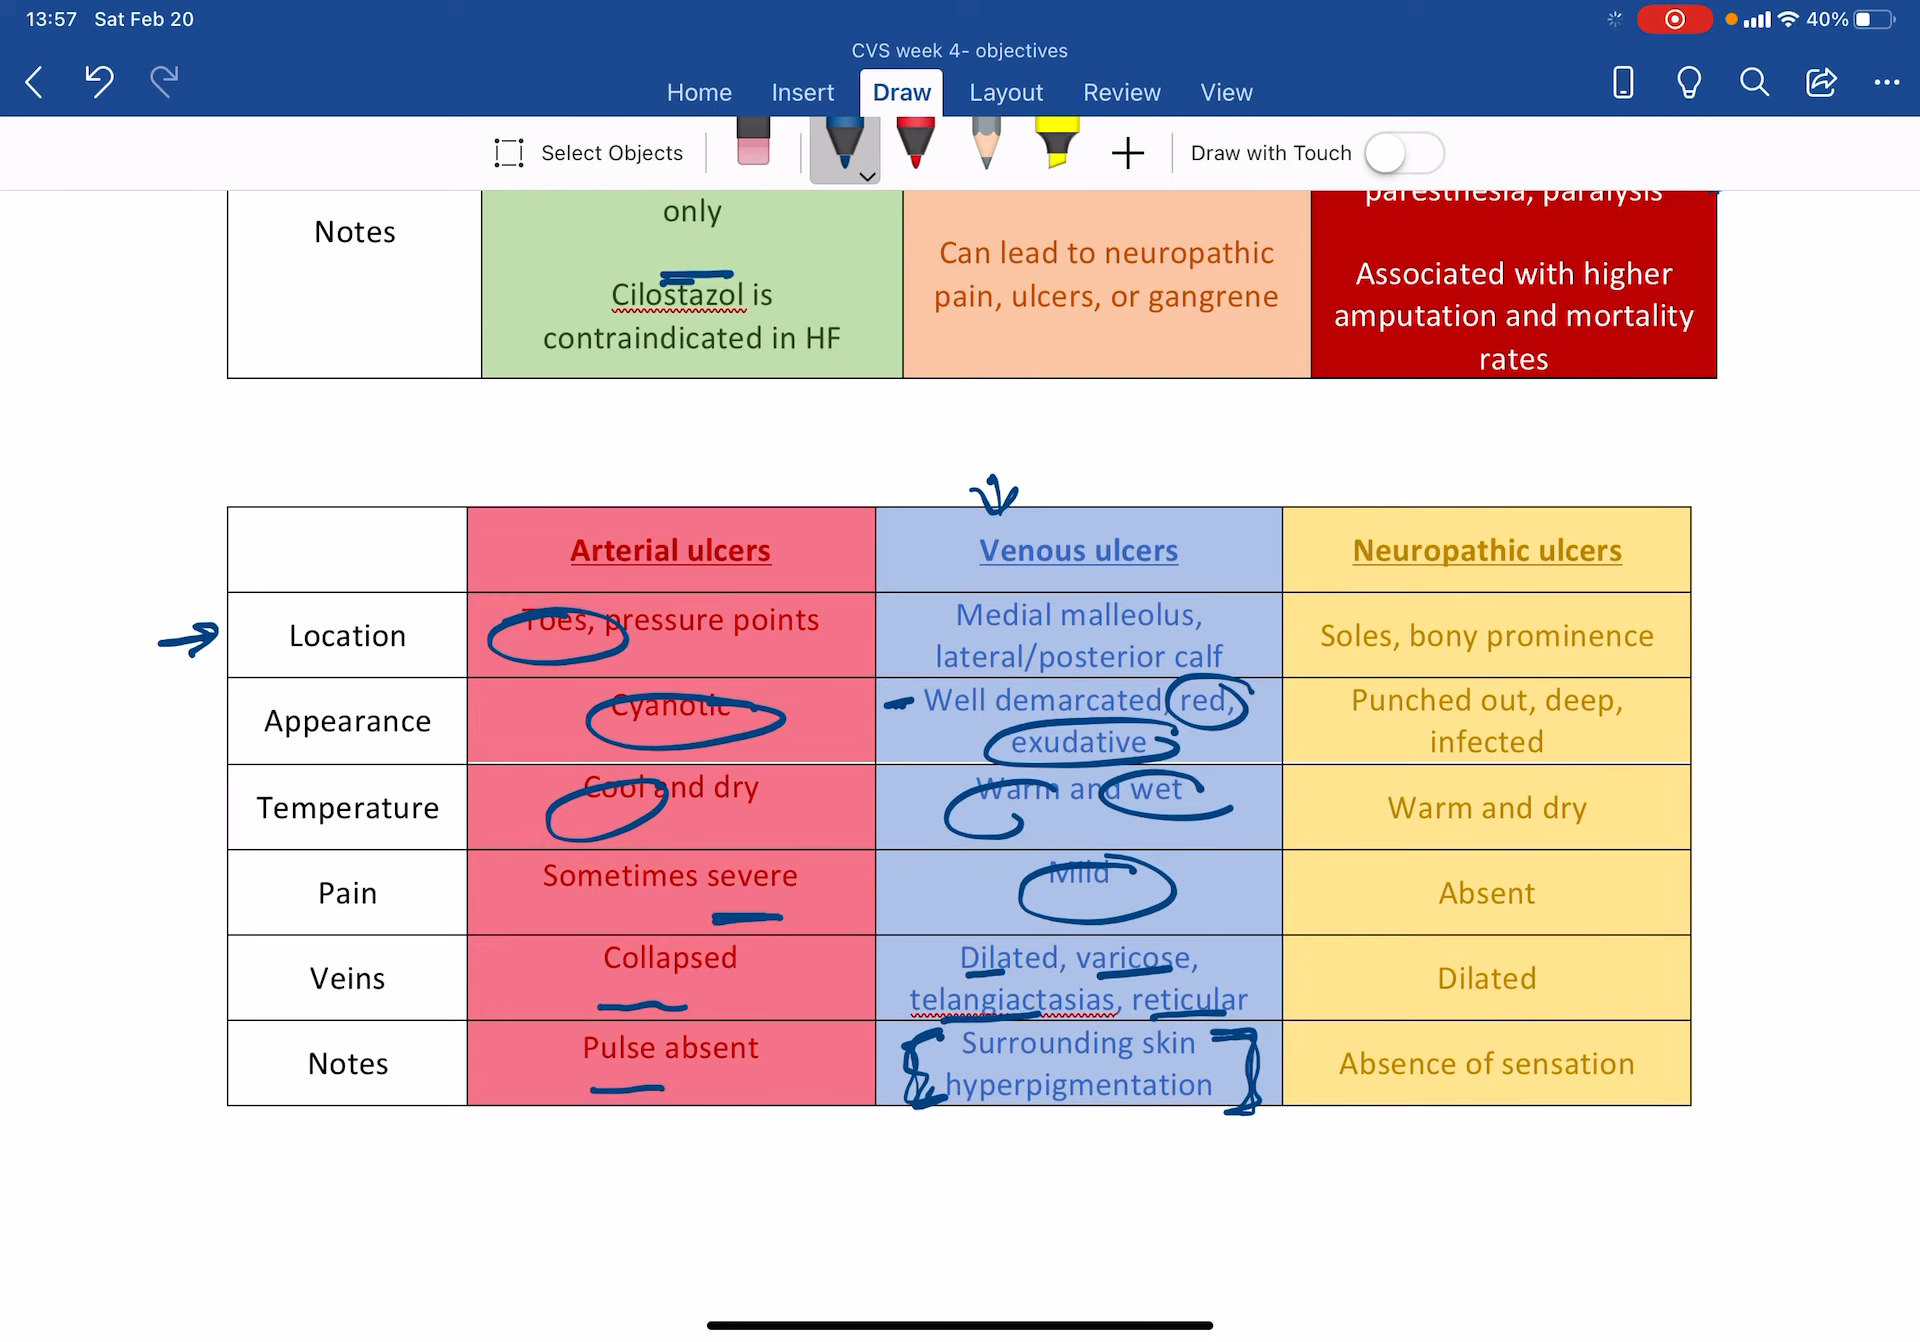 13:57 Sat Feb 20
40%
CVS week 4- objectives
Home Insert Draw Layout Review View
Select Objects
Draw with Touch
Notes
only
Cilostazol is
contraindicated in HF
Can lead to neuropathic
pain, ulcers, or gangrene
paresthesia, paralysis
Associated with higher
amputation and mortality
rates
Arterial ulcers Venous ulcers Neuropathic ulcers
Location
Toes, pressure points
Medial malleolus,
lateral/posterior calf
Soles, bony prominence
Appearance
Cyanotic
Well demarcated, red,
exudative
Punched out, deep,
infected
Temperature
Cool and dry
Warm and wet
Warm and dry
Pain
Sometimes severe
Mild
Absent
Veins
Collapsed
Dilated, varicose,
telangiactasias, reticular
Dilated
Notes
Pulse absent
Surrounding skin
hyperpigmentation
Absence of sensation